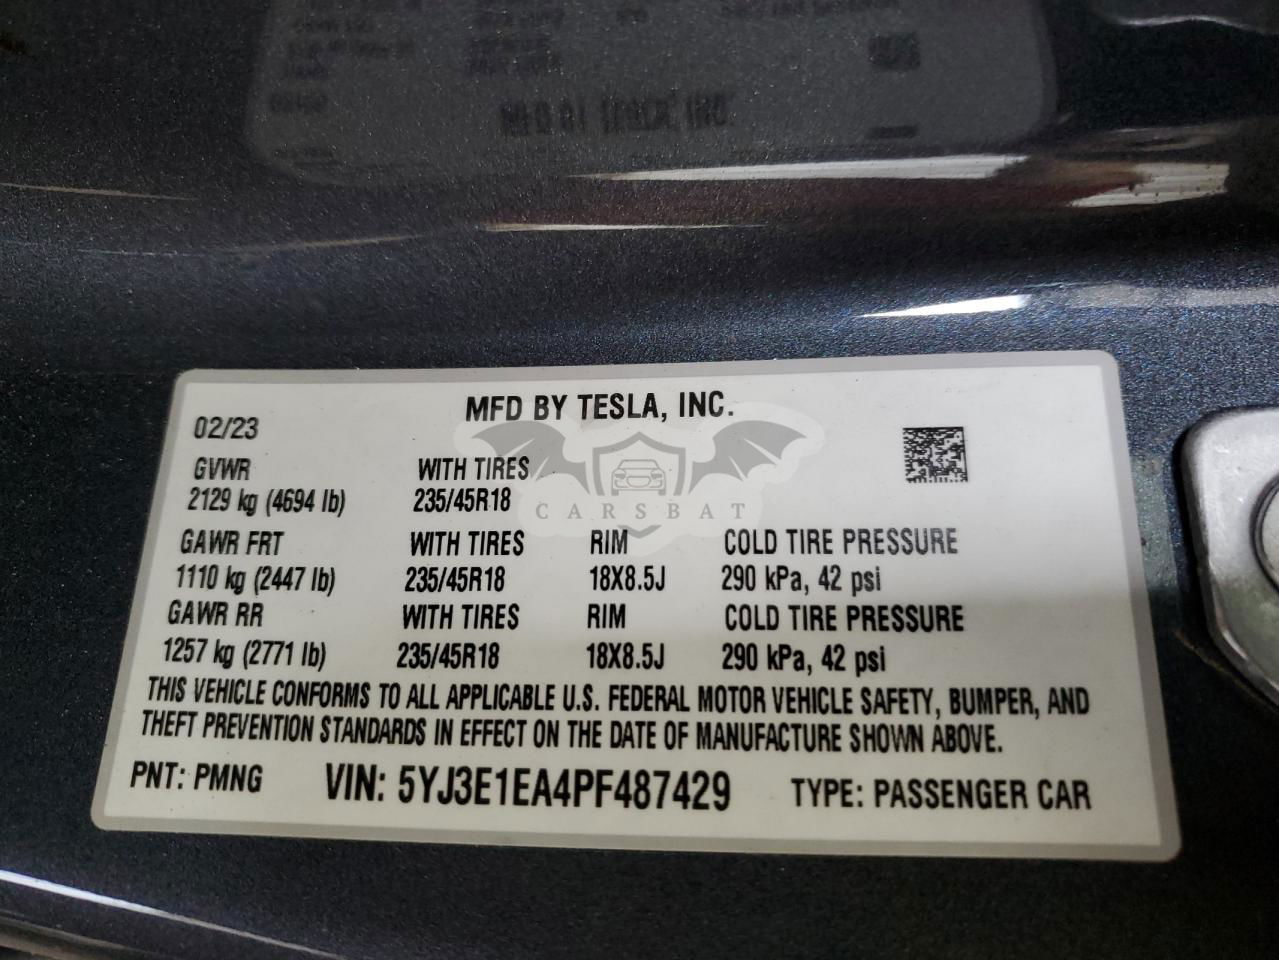 MFD BY TESLA, INC.
02/23
GVWR WITH TIRES
2129 kg (4694 lb) 235/45R18
CARSBAT
GAWR FRT WITH TIRES RIM COLD TIRE PRESSURE
1110 kg (2447 lb) 235/45R18 18X8.5J 290 kPa, 42 psi
GAWR RR WITH TIRES RIM COLD TIRE PRESSURE
1257 kg (2771 lb) 235/45R18 18X8.5J 290 kPa, 42 psi
THIS VEHICLE CONFORMS TO ALL APPLICABLE U.S. FEDERAL MOTOR VEHICLE SAFETY, BUMPER, AND
THEFT PREVENTION STANDARDS IN EFFECT ON THE DATE OF MANUFACTURE SHOWN ABOVE.
PNT: PMNG VIN: 5YJ3E1EA4PF487429 TYPE: PASSENGER CAR